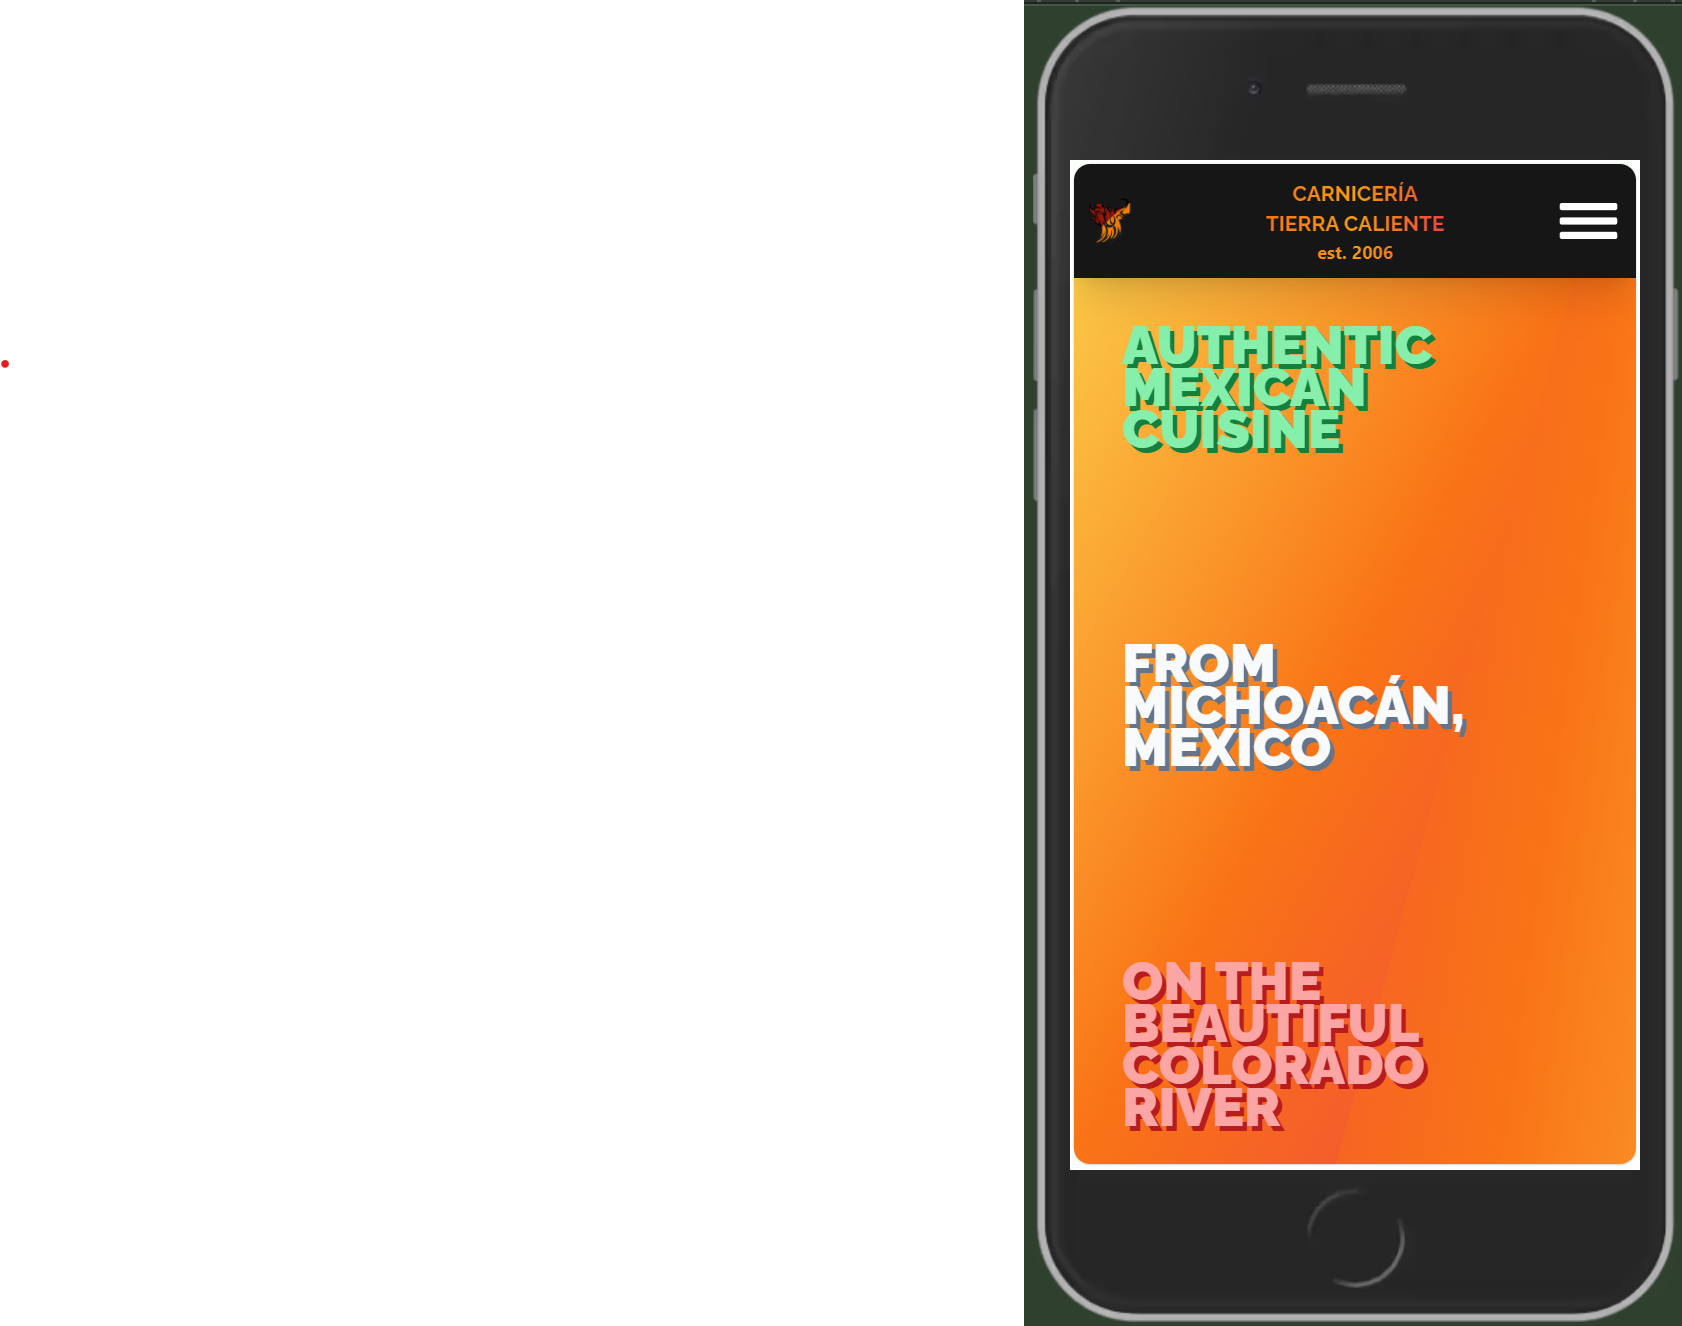 CARNICERÍA
TIERRA CALIENTE
est. 2006
AUTHENTIC
MEXICAN
CUISINE
FROM
MICHOACÁN,
MEXICO
ON THE
BEAUTIFUL
COLORADO
RIVER